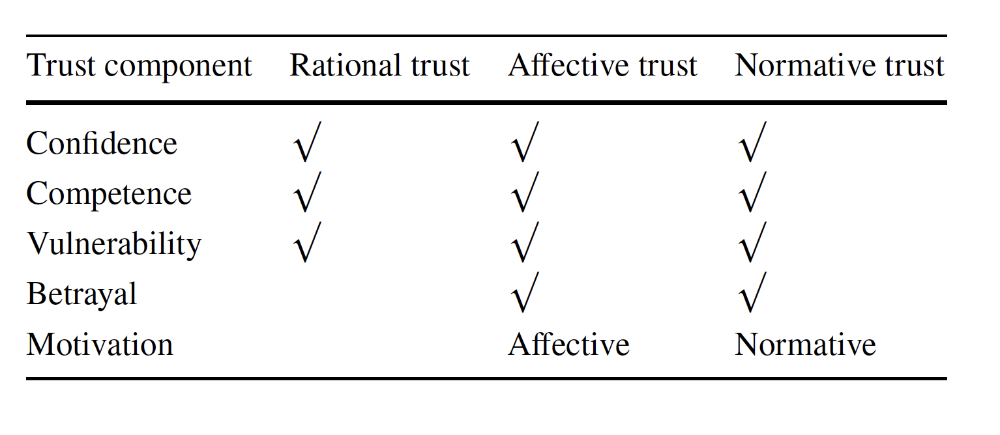 Trust component Rational trust Affective trust Normative trust
Confidence √ √ √
Competence √ √ √
Vulnerability √ √ √
Betrayal √ √
Motivation Affective Normative